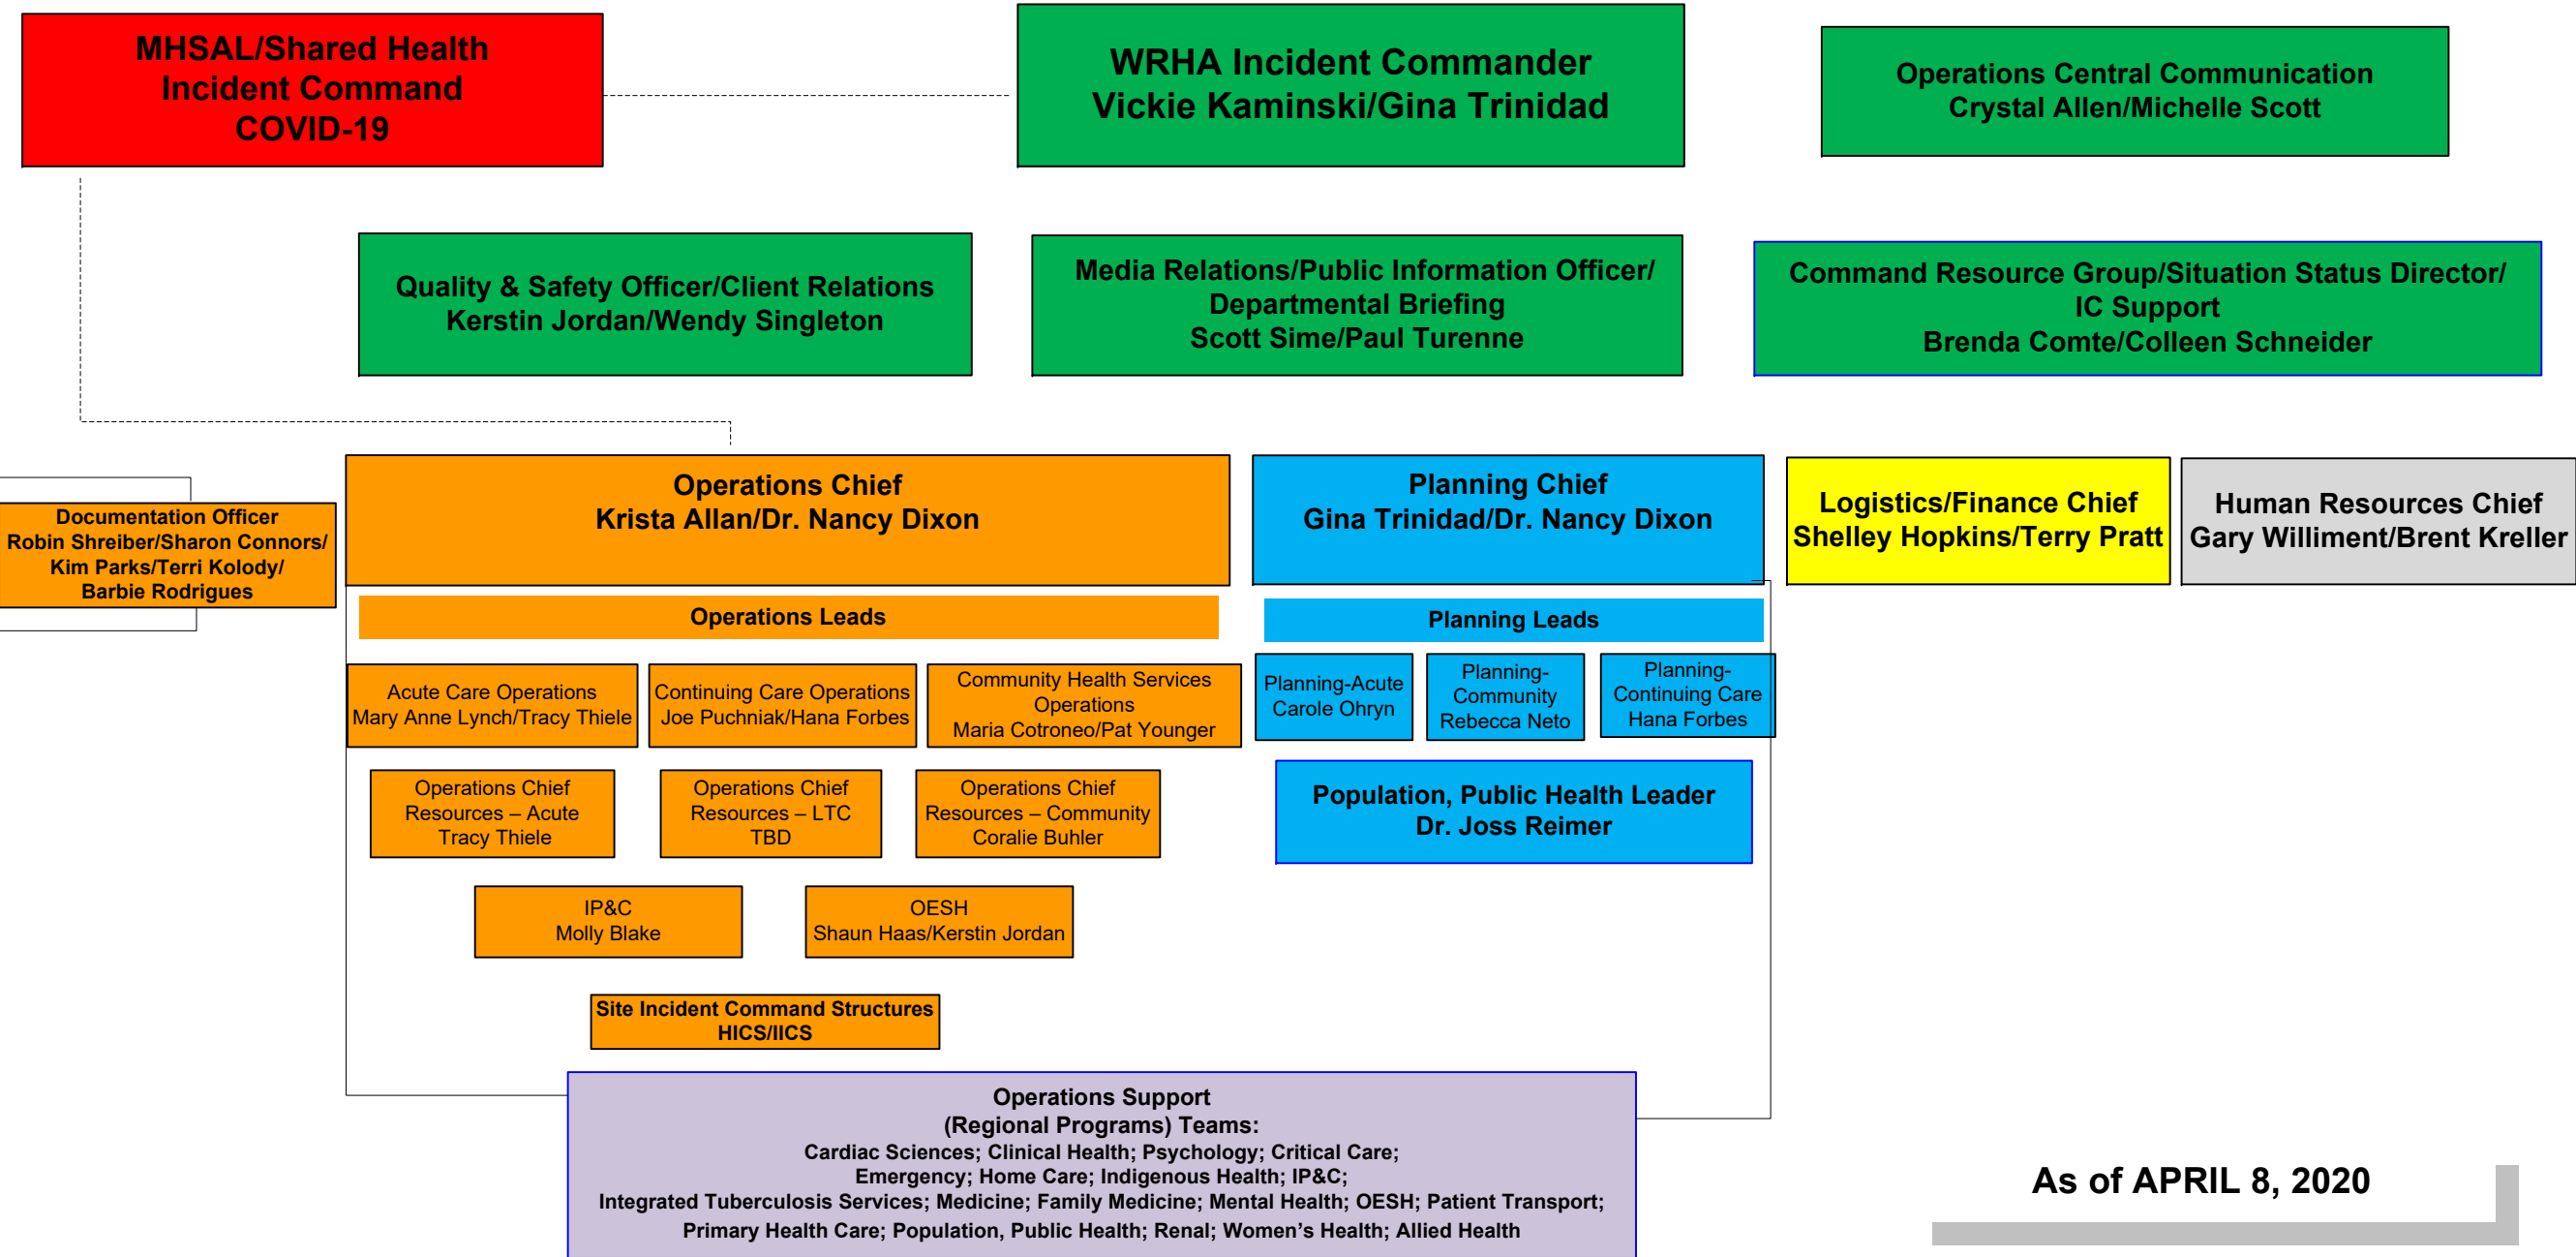 MHSAL/Shared Health
Incident Command
COVID-19
WRHA Incident Commander
Vickie Kaminski/Gina Trinidad
Operations Central Communication
Crystal Allen/Michelle Scott
Quality & Safety Officer/Client Relations
Kerstin Jordan/Wendy Singleton
Media Relations/Public Information Officer/
Departmental Briefing
Scott Sime/Paul Turenne
Command Resource Group/Situation Status Director/
IC Support
Brenda Comte/Colleen Schneider
Documentation Officer
Robin Shreiber/Sharon Connors/
Kim Parks/Terri Kolody/
Barbie Rodrigues
Operations Chief
Krista Allan/Dr. Nancy Dixon
Planning Chief
Gina Trinidad/Dr. Nancy Dixon
Logistics/Finance Chief
Shelley Hopkins/Terry Pratt
Human Resources Chief
Gary Williment/Brent Kreller
Operations Leads
Planning Leads
Acute Care Operations
Mary Anne Lynch/Tracy Thiele
Continuing Care Operations
Joe Puchniak/Hana Forbes
Community Health Services
Operations
Maria Cotroneo/Pat Younger
Planning-Acute
Carole Ohryn
Planning-
Community
Rebecca Neto
Planning-
Continuing Care
Hana Forbes
Operations Chief
Resources – Acute
Tracy Thiele
Operations Chief
Resources – LTC
TBD
Operations Chief
Resources – Community
Coralie Buhler
Population, Public Health Leader
Dr. Joss Reimer
IP&C
Molly Blake
OESH
Shaun Haas/Kerstin Jordan
Site Incident Command Structures
HICS/IICS
Operations Support
(Regional Programs) Teams:
Cardiac Sciences; Clinical Health; Psychology; Critical Care;
Emergency; Home Care; Indigenous Health; IP&C;
Integrated Tuberculosis Services; Medicine; Family Medicine; Mental Health; OESH; Patient Transport;
Primary Health Care; Population, Public Health; Renal; Women's Health; Allied Health
As of APRIL 8, 2020